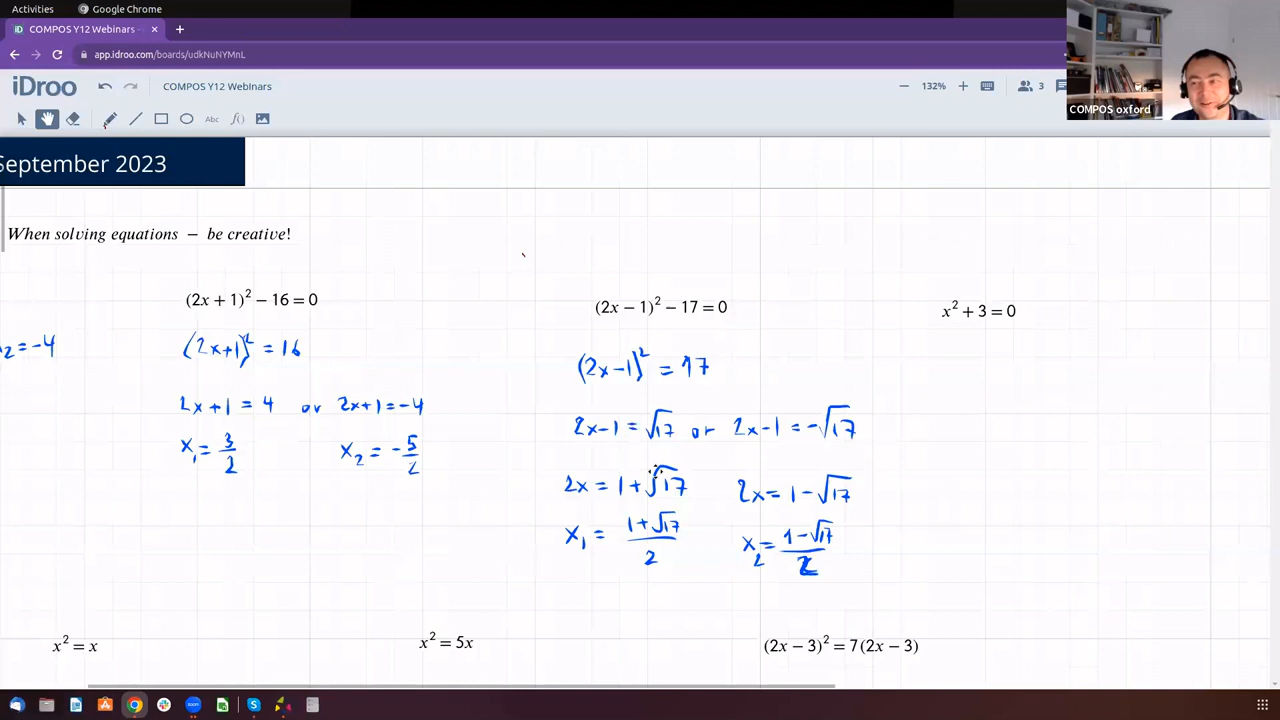 Activities
Google Chrome
COMPOS Y12 Webinars
app.idroo.com/boards/udkNuNYMnL
iDroo
COMPOS Y12 Webinars
132%
3
COMPOS oxford
Abc
f()
September 2023
When solving equations – be creative!
(2x + 1)² – 16 = 0
(2x – 1)² – 17 = 0
x² + 3 = 0
₂ = -4
(2x+1)² = 16
(2x-1)² = 17
2x+1 = 4 or 2x+1 = -4
2x-1 = √17 or 2x-1 = -√17
x₁ = 3/2 x₂ = -5/2
2x = 1+√17 2x = 1-√17
x₁ = (1+√17)/2 x₂ = (1-√17)/2
x² = x
x² = 5x
(2x – 3)² = 7(2x – 3)